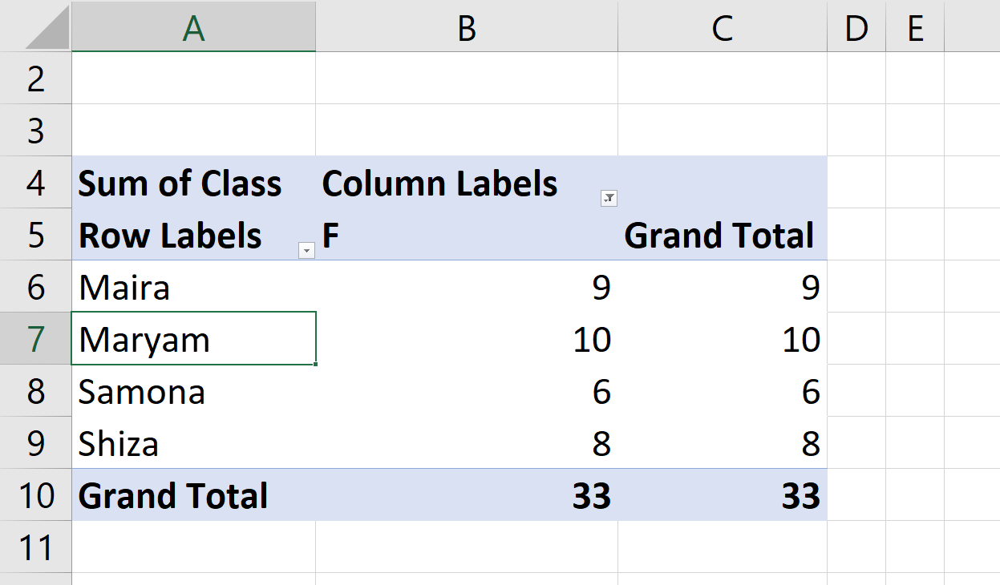 A B C D E
2
3
4 Sum of Class Column Labels
5 Row Labels F Grand Total
6 Maira 9 9
7 Maryam 10 10
8 Samona 6 6
9 Shiza 8 8
10 Grand Total 33 33
11